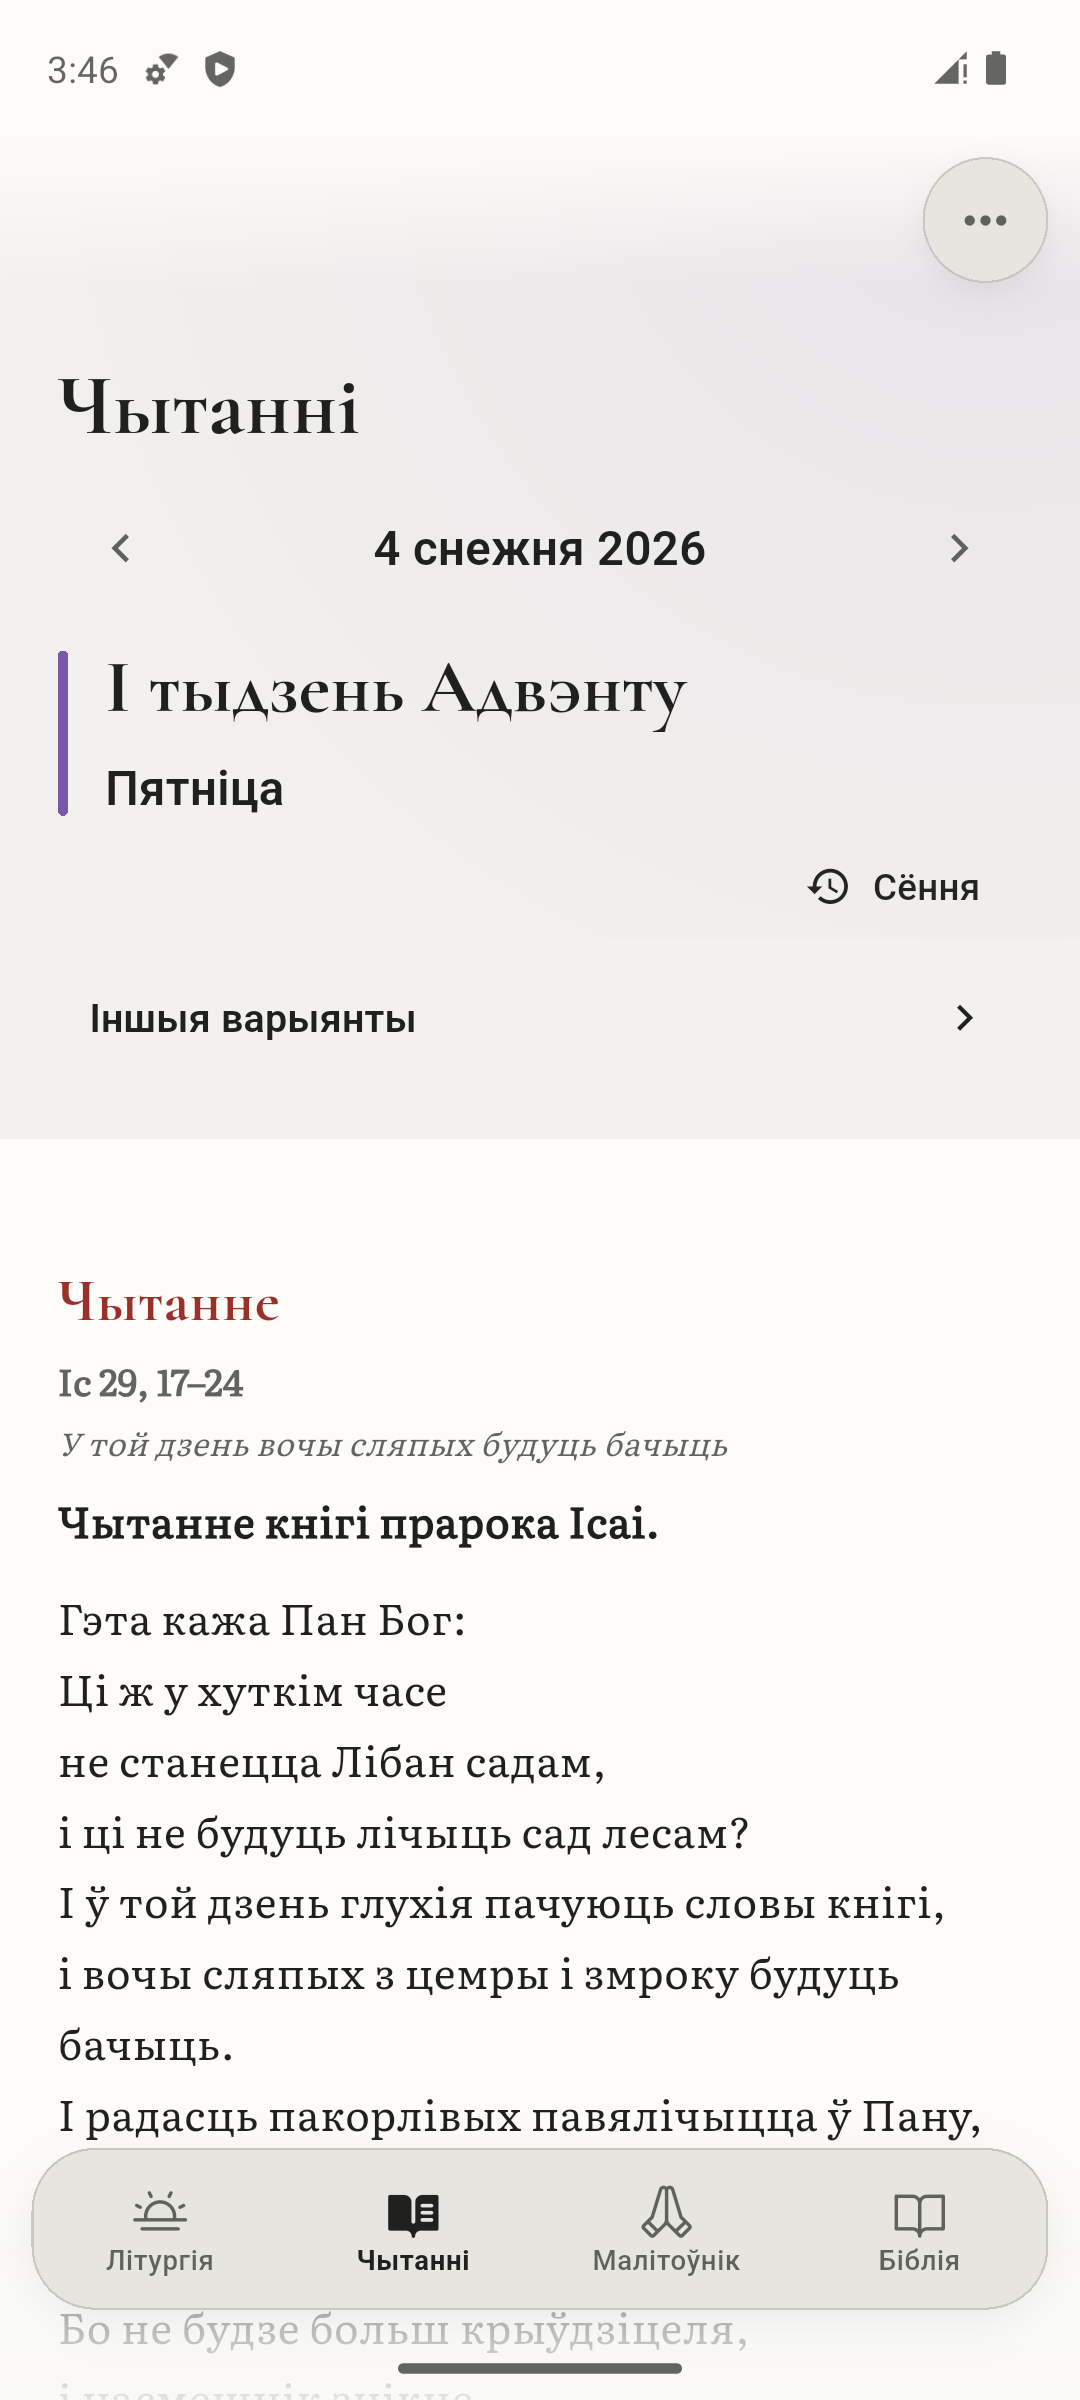 3:46
Чытанні
4 снежня 2026
І тыдзень Адвэнту
Пятніца
Сёння
Іншыя варыянты
Чытанне
Іс 29, 17–24
У той дзень вочы сляпых будуць бачыць
Чытанне кнігі прарока Ісаі.
Гэта кажа Пан Бог:
Ці ж у хуткім часе
не станецца Лібан садам,
і ці не будуць лічыць сад лесам?
І ў той дзень глухія пачуюць словы кнігі,
і вочы сляпых з цемры і змроку будуць
бачыць.
І радасць пакорлівых павялічыцца ў Пану,
Літургія
Чытанні
Малітоўнік
Біблія
Бо не будзе больш крыўдзіцеля,